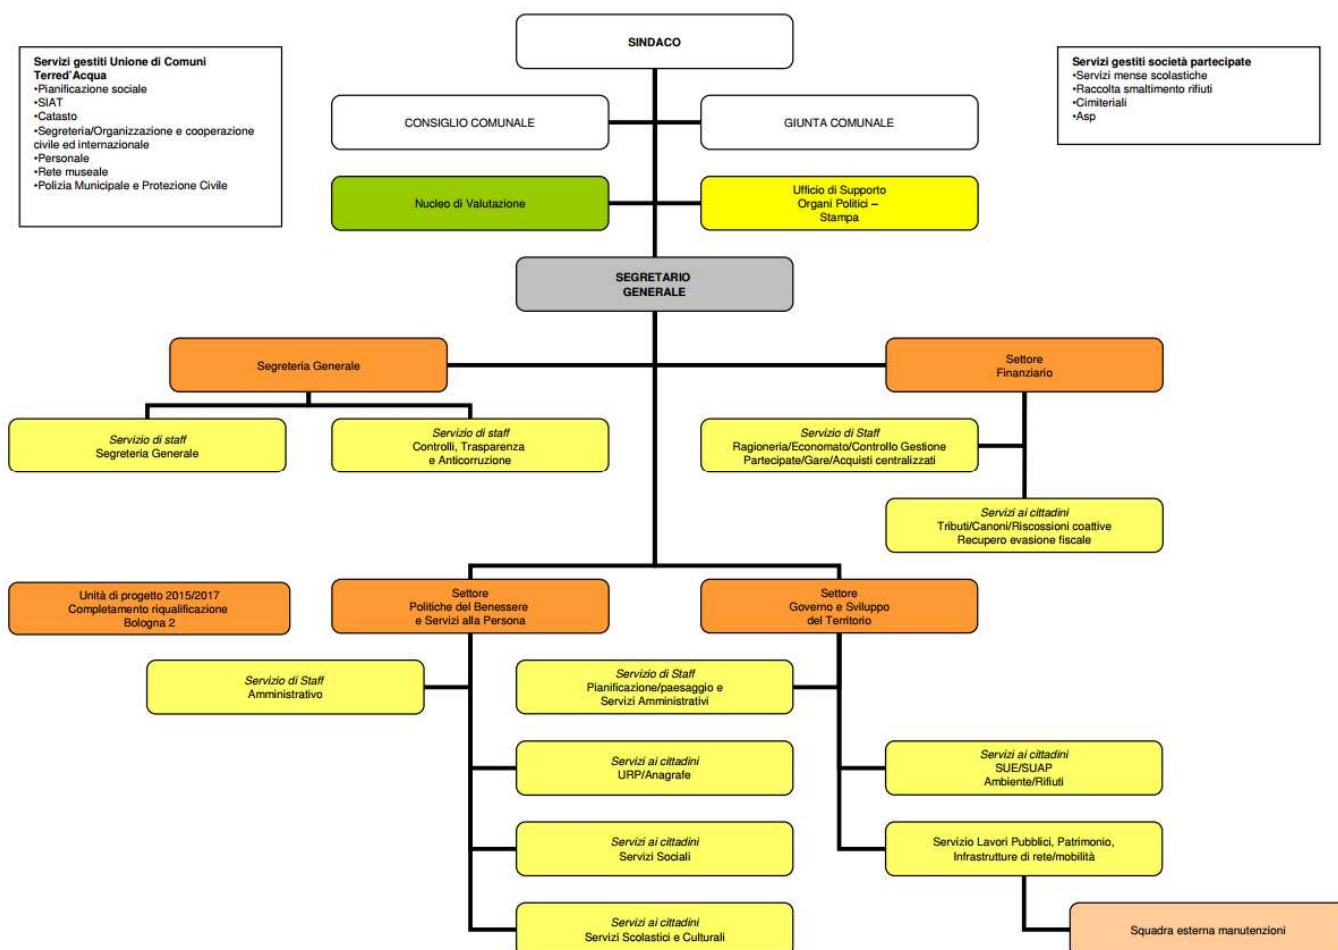 SINDACO
Servizi gestiti Unione di Comuni
Terred'Acqua
•Pianificazione sociale
•SIAT
•Catasto
•Segreteria/Organizzazione e cooperazione
civile ed internazionale
•Personale
•Rete museale
•Polizia Municipale e Protezione Civile
Servizi gestiti società partecipate
•Servizi mense scolastiche
•Raccolta smaltimento rifiuti
•Cimiteriali
•Asp
CONSIGLIO COMUNALE
GIUNTA COMUNALE
Nucleo di Valutazione
Ufficio di Supporto
Organi Politici –
Stampa
SEGRETARIO
GENERALE
Segreteria Generale
Settore
Finanziario
Servizio di staff
Segreteria Generale
Servizio di staff
Controlli, Trasparenza
e Anticorruzione
Servizio di Staff
Ragioneria/Economato/Controllo Gestione
Partecipate/Gare/Acquisti centralizzati
Servizi ai cittadini
Tributi/Canoni/Riscossioni coattive
Recupero evasione fiscale
Unità di progetto 2015/2017
Completamento riqualificazione
Bologna 2
Settore
Politiche del Benessere
e Servizi alla Persona
Settore
Governo e Sviluppo
del Territorio
Servizio di Staff
Amministrativo
Servizio di Staff
Pianificazione/paesaggio e
Servizi Amministrativi
Servizi ai cittadini
URP/Anagrafe
Servizi ai cittadini
SUE/SUAP
Ambiente/Rifiuti
Servizi ai cittadini
Servizi Sociali
Servizio Lavori Pubblici, Patrimonio,
Infrastrutture di rete/mobilità
Servizi ai cittadini
Servizi Scolastici e Culturali
Squadra esterna manutenzioni